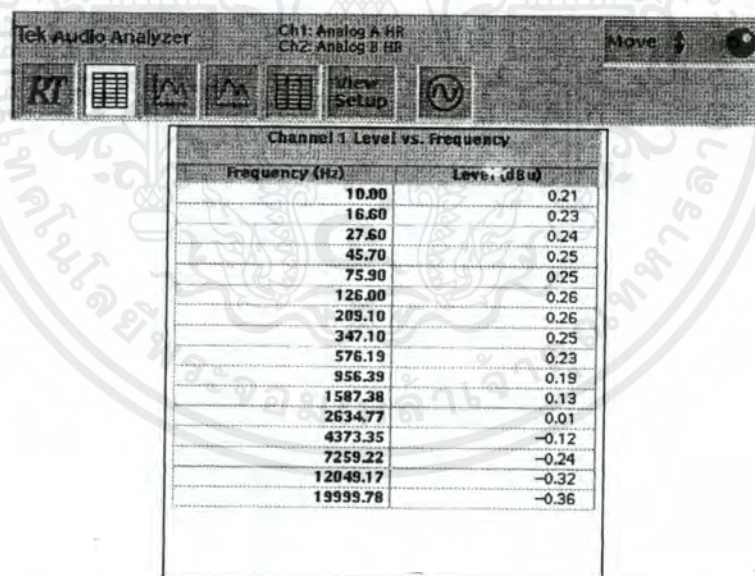 Tek Audio Analyzer
Ch1: Analog A HR
Ch2: Analog B HR
Move
RT
View
Setup
Channel 1 Level vs. Frequency
Frequency (Hz) Level (dBu)
10.00 0.21
16.60 0.23
27.60 0.24
45.70 0.25
75.90 0.25
126.00 0.26
209.10 0.26
347.10 0.25
576.19 0.23
956.39 0.19
1587.38 0.13
2634.77 0.01
4373.35 −0.12
7259.22 −0.24
12049.17 −0.32
19999.78 −0.36